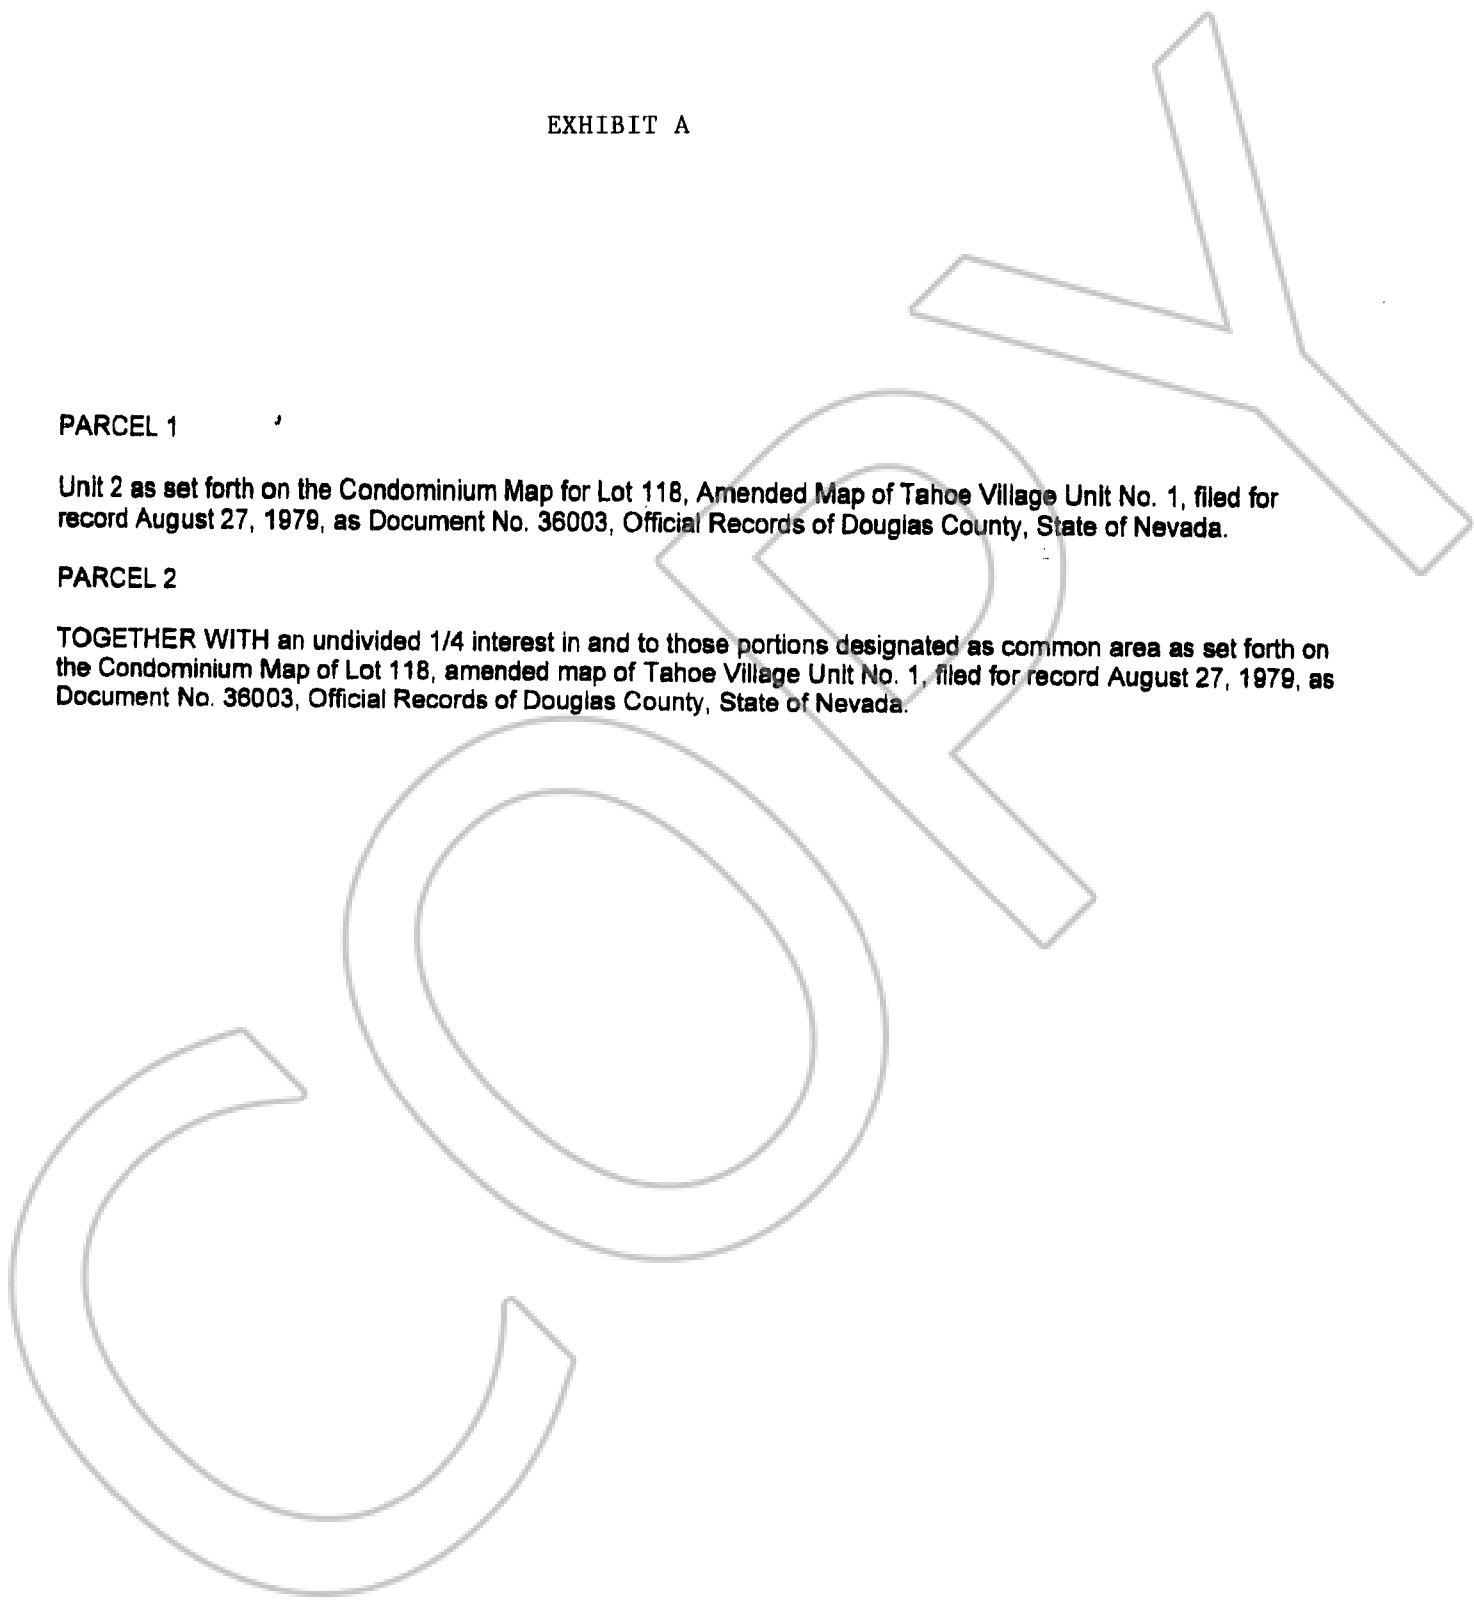 EXHIBIT A
PARCEL 1
Unit 2 as set forth on the Condominium Map for Lot 118, Amended Map of Tahoe Village Unit No. 1, filed for
record August 27, 1979, as Document No. 36003, Official Records of Douglas County, State of Nevada.
PARCEL 2
TOGETHER WITH an undivided 1/4 interest in and to those portions designated as common area as set forth on
the Condominium Map of Lot 118, amended map of Tahoe Village Unit No. 1, filed for record August 27, 1979, as
Document No. 36003, Official Records of Douglas County, State of Nevada.
COPY